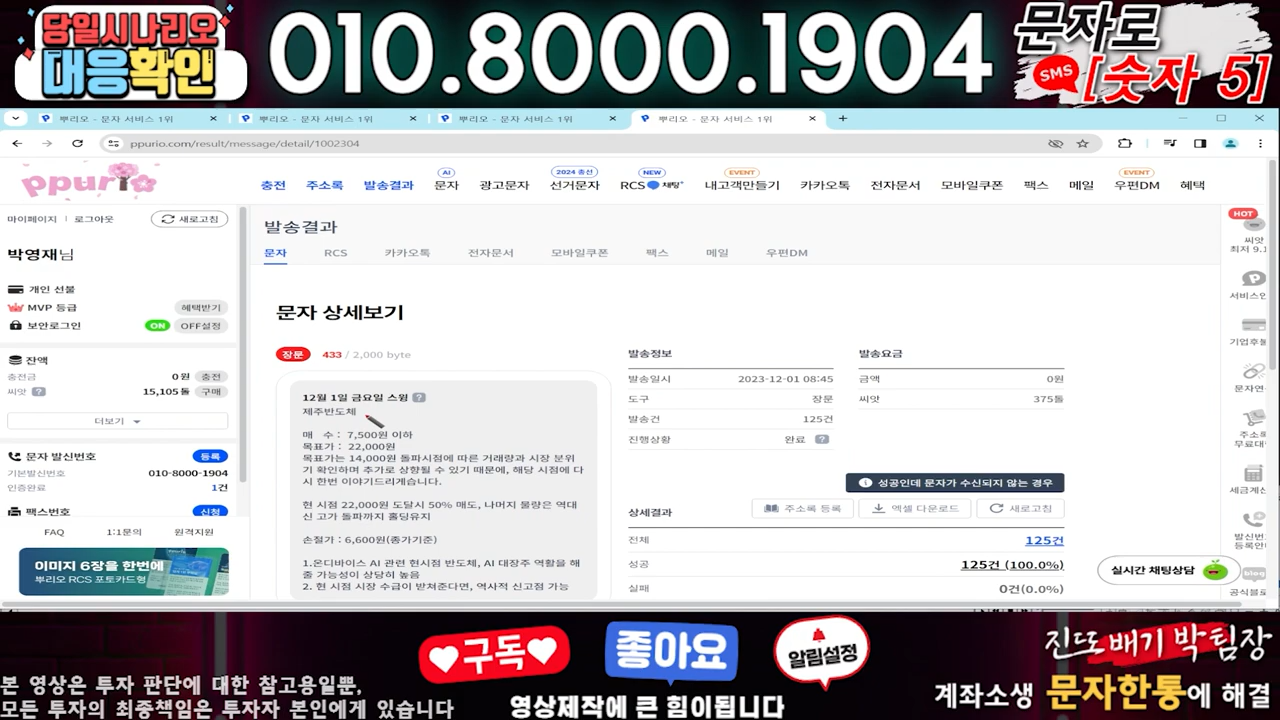 당일시나리오
대응확인
010.8000.1904
문자로
SMS
[숫자 5]
뿌리오 - 문자 서비스 1위
뿌리오 - 문자 서비스 1위
뿌리오 - 문자 서비스 1위
뿌리오 - 문자 서비스 1위
ppurio.com/result/message/detail/1002304
ppurio
충전
주소록
발송결과
AI
문자
광고문자
2024 총선
선거문자
NEW
RCS
채팅+
EVENT
내고객만들기
카카오톡
전자문서
모바일쿠폰
팩스
메일
EVENT
우편DM
혜택
마이페이지 | 로그아웃
새로고침
박영재님
개인 선불
MVP 등급
혜택받기
보안로그인
ON
OFF설정
잔액
충전금 0원 충전
씨앗 ? 15,105톨 구매
더보기
문자 발신번호 등록
기본발신번호 010-8000-1904
인증완료 1건
팩스번호 신청
FAQ 1:1문의 원격지원
이미지 6장을 한번에
뿌리오 RCS 포토카드형
발송결과
문자 RCS 카카오톡 전자문서 모바일쿠폰 팩스 메일 우편DM
문자 상세보기
장문 433 / 2,000 byte
12월 1일 금요일 스윙 ?
제주반도체
매 수 : 7,500원 이하
목표가 : 22,000원
목표가는 14,000원 돌파시점에 따른 거래량과 시장 분위
기 확인하며 추가로 상향될 수 있기 때문에, 해당 시점에 다
시 한번 이야기드리게습니다.
현 시점 22,000원 도달시 50% 매도, 나머지 물량은 역대
신 고가 돌파까지 홀딩유지
손절가 : 6,600원(종가기준)
1.온디바이스 AI 관련 현시점 반도체, AI 대장주 역활을 해
줄 가능성이 상당히 높음
2. 현 시점 시장 수급이 받쳐준다면, 역사적 신고점 가능
발송정보
발송일시 2023-12-01 08:45
도구 장문
발송건 125건
진행상황 완료 ?
발송요금
금액 0원
씨앗 375톨
성공인데 문자가 수신되지 않는 경우
상세결과
주소록 등록
엑셀 다운로드
새로고침
전체 125건
성공 125건 (100.0%)
실패 0건(0.0%)
HOT
씨앗
최저 9.
서비스안
기업후불
문자연
주소록
무료대
세금계산
발신번호
등록안
blog
공식블로
실시간 채팅상담
구독
좋아요
알림설정
영상제작에 큰 힘이됩니다
본 영상은 투자 판단에 대한 참고용일뿐,
모든 투자의 최종책임은 투자자 본인에게 있습니다
진또배기 박팀장
계좌소생 문자한통에 해결